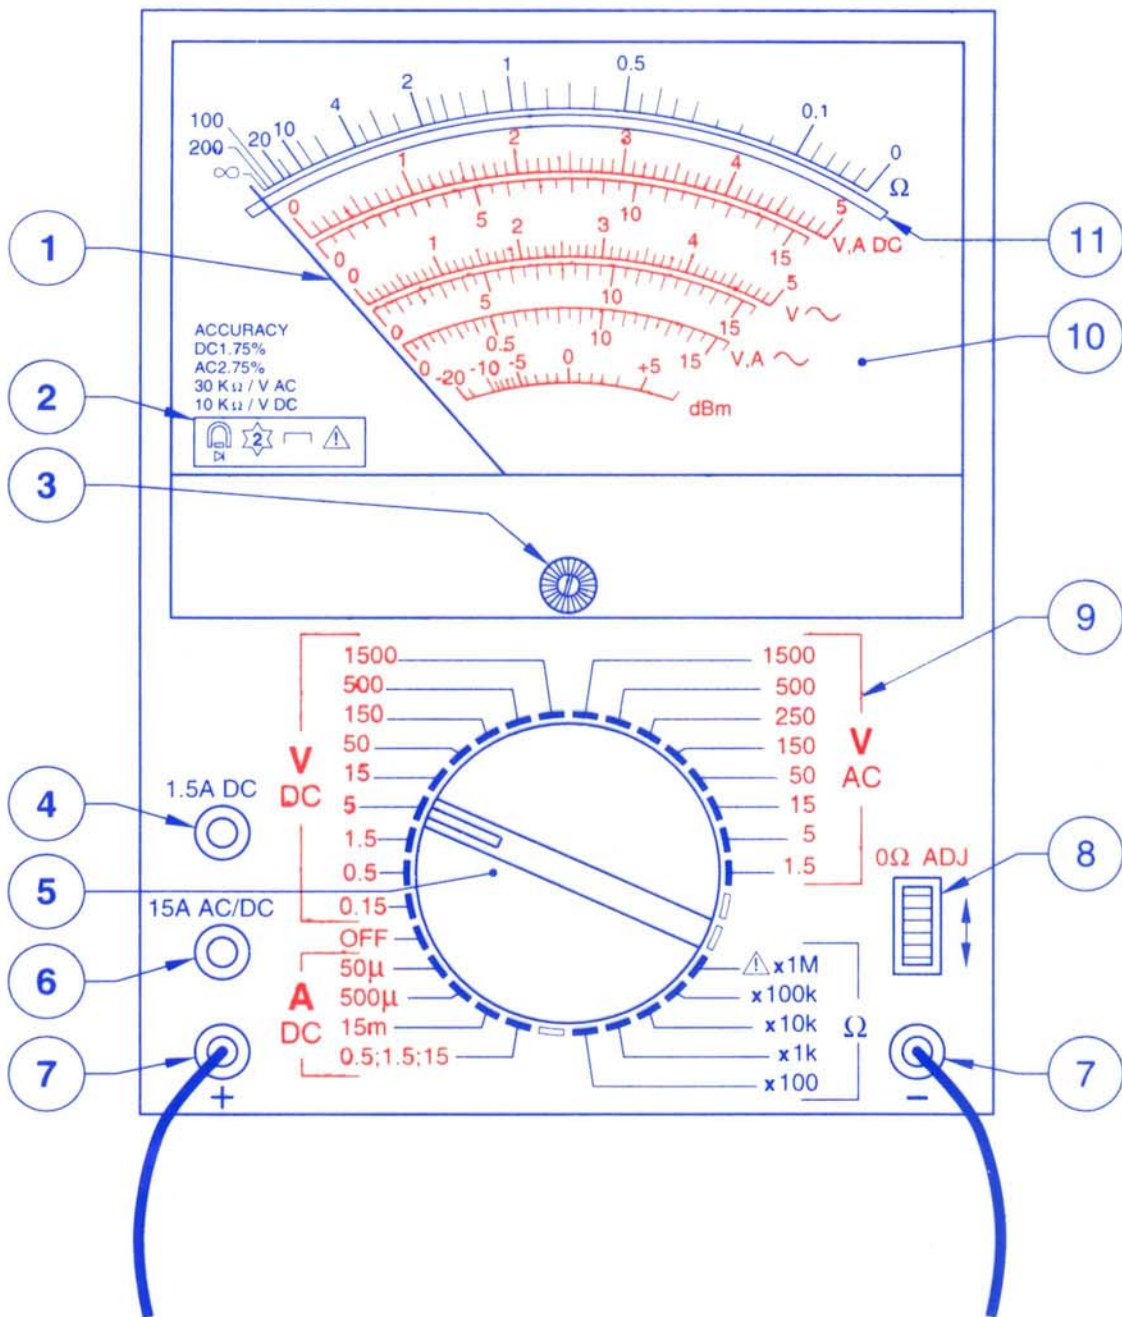 1 0.5
2
4 0.1
10
20
100
200
∞
0
Ω
0 1 2 3 4 5
V,A DC
0 5 10 15
0 1 2 3 4 5
V ～
0 5 10 15
0 0.5 10 15
V,A ～
-20 -10 -5 0 +5
dBm
ACCURACY
DC1.75%
AC2.75%
30 KΩ / V AC
10 KΩ / V DC
2
!
1
2
3
4
5
6
7
11
10
9
8
7
V
DC
1500
500
150
50
15
5
1.5
0.5
0.15
OFF
A
DC
50µ
500µ
15m
0.5;1.5;15
1500
500
250
150
50
15
5
1.5
V
AC
! x1M
x100k
x10k
x1k
x100
Ω
1.5A DC
15A AC/DC
+
0Ω ADJ
−